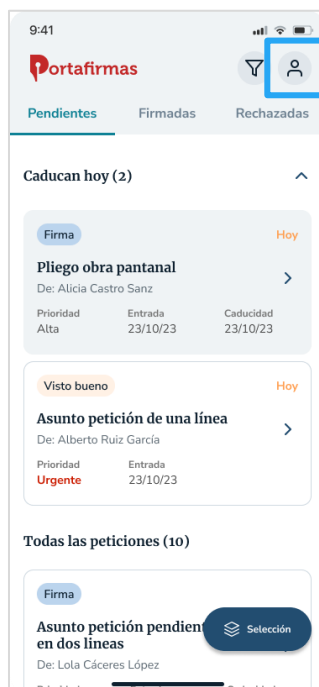 9:41
Portafirmas
Pendientes Firmadas Rechazadas
Caducan hoy (2)
Firma Hoy
Pliego obra pantanal
De: Alicia Castro Sanz
Prioridad Entrada Caducidad
Alta 23/10/23 23/10/23
Visto bueno Hoy
Asunto petición de una línea
De: Alberto Ruiz García
Prioridad Entrada
Urgente 23/10/23
Todas las peticiones (10)
Firma
Asunto petición pendient
en dos lineas
Selección
De: Lola Cáceres López